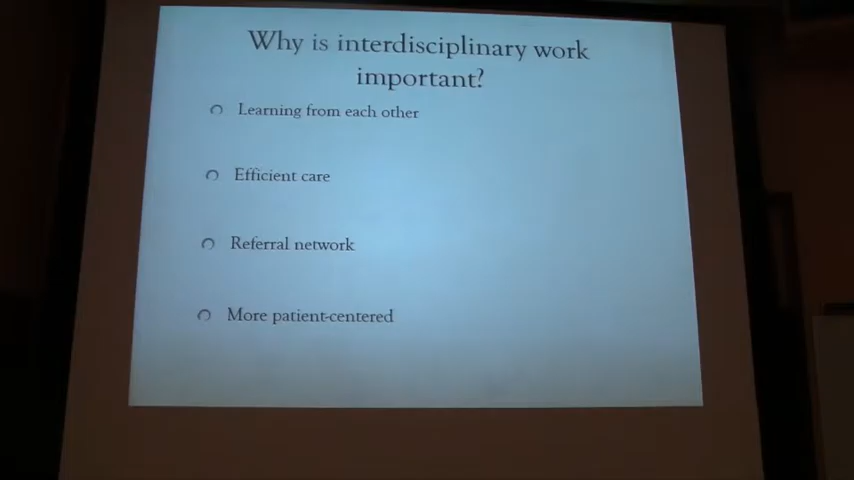 Why is interdisciplinary work
important?
Learning from each other
Efficient care
Referral network
More patient-centered